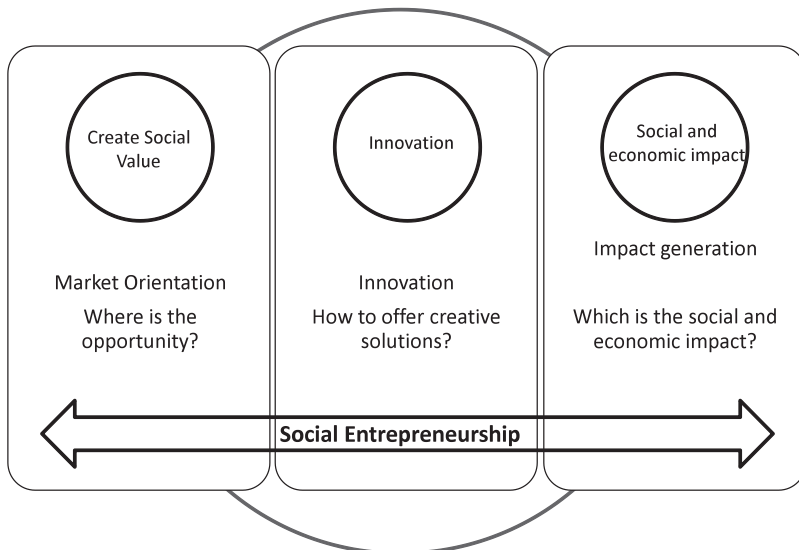 Create Social
Value
Market Orientation
Where is the
opportunity?
Innovation
Innovation
How to offer creative
solutions?
Social and
economic impact
Impact generation
Which is the social and
economic impact?
Social Entrepreneurship